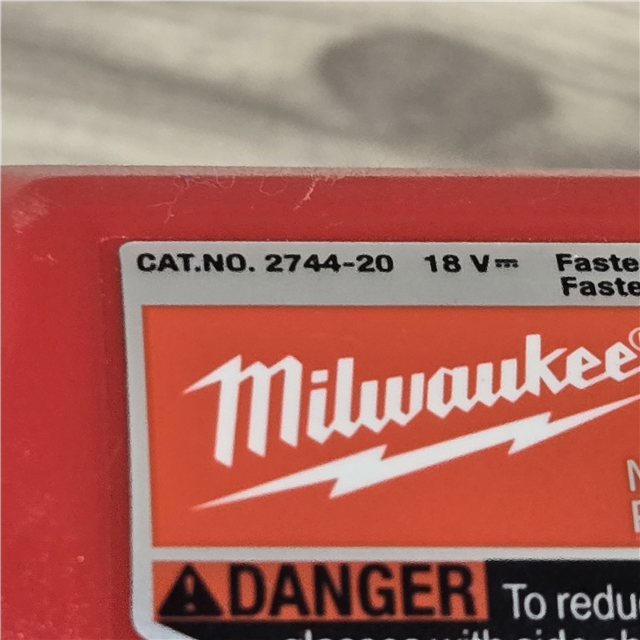 CAT.NO. 2744-20 18 V⎓ Faste
Faste
Milwaukee®
DANGER To redu